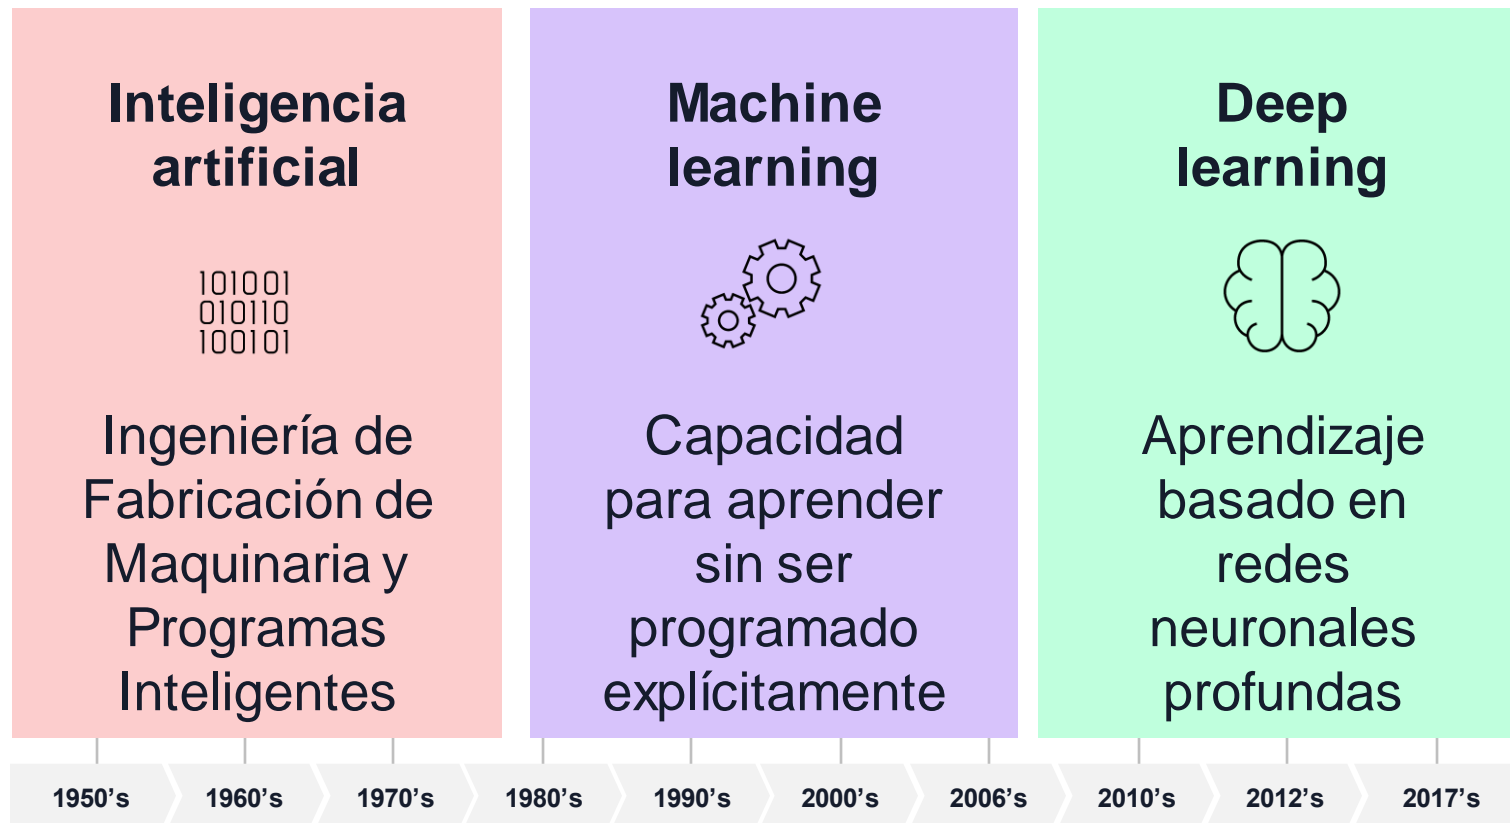 Inteligencia
artificial
101001
010110
100101
Ingeniería de
Fabricación de
Maquinaria y
Programas
Inteligentes
Machine
learning
Capacidad
para aprender
sin ser
programado
explícitamente
Deep
learning
Aprendizaje
basado en
redes
neuronales
profundas
1950’s
1960’s
1970’s
1980’s
1990’s
2000’s
2006’s
2010’s
2012’s
2017’s